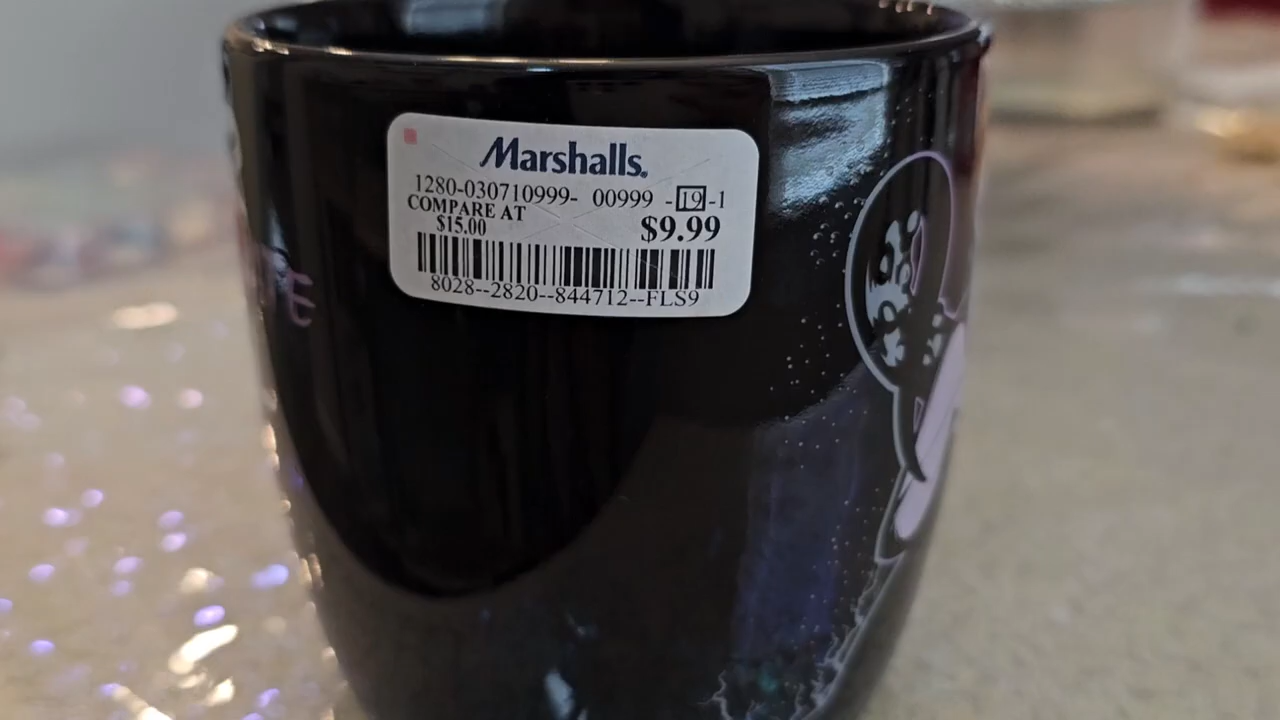 Marshalls.
1280-030710999- 00999 -19-1
COMPARE AT
$15.00 $9.99
8028--2820--844712--FLS9